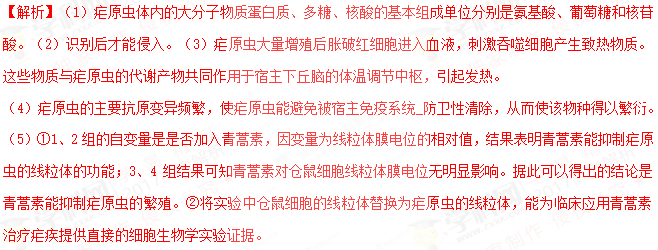 【解析】（1）疟原虫体内的大分子物质蛋白质、多糖、核酸的基本组成单位分别是氨基酸、葡萄糖和核苷
酸。（2）识别后才能侵入。（3）疟原虫大量增殖后胀破红细胞进入血液，刺激吞噬细胞产生致热物质。
这些物质与疟原虫的代谢产物共同作用于宿主下丘脑的体温调节中枢，引起发热。
（4）疟原虫的主要抗原变异频繁，使疟原虫能避免被宿主免疫系统_防卫性清除，从而使该物种得以繁衍。
（5）①1、2组的自变量是是否加入青蒿素，因变量为线粒体膜电位的相对值，结果表明青蒿素能抑制疟原
虫的线粒体的功能；3、4 组结果可知青蒿素对仓鼠细胞线粒体膜电位无明显影响。据此可以得出的结论是
青蒿素能抑制疟原虫的繁殖。②将实验中仓鼠细胞的线粒体替换为疟原虫的线粒体，能为临床应用青蒿素
治疗疟疾提供直接的细胞生物学实验证据。